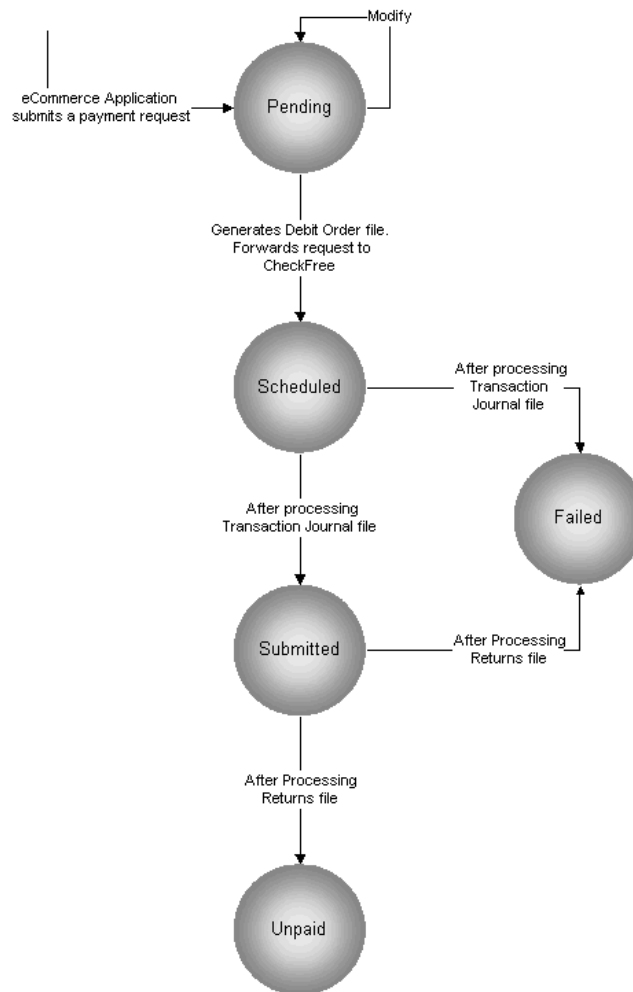 Modify
eCommerce Application
submits a payment request
Pending
Generates Debit Order file.
Forwards request to
CheckFree
Scheduled
After processing
Transaction
Journal file
After processing
Transaction Journal file
Failed
Submitted
After Processing
Returns file
After Processing
Returns file
Unpaid